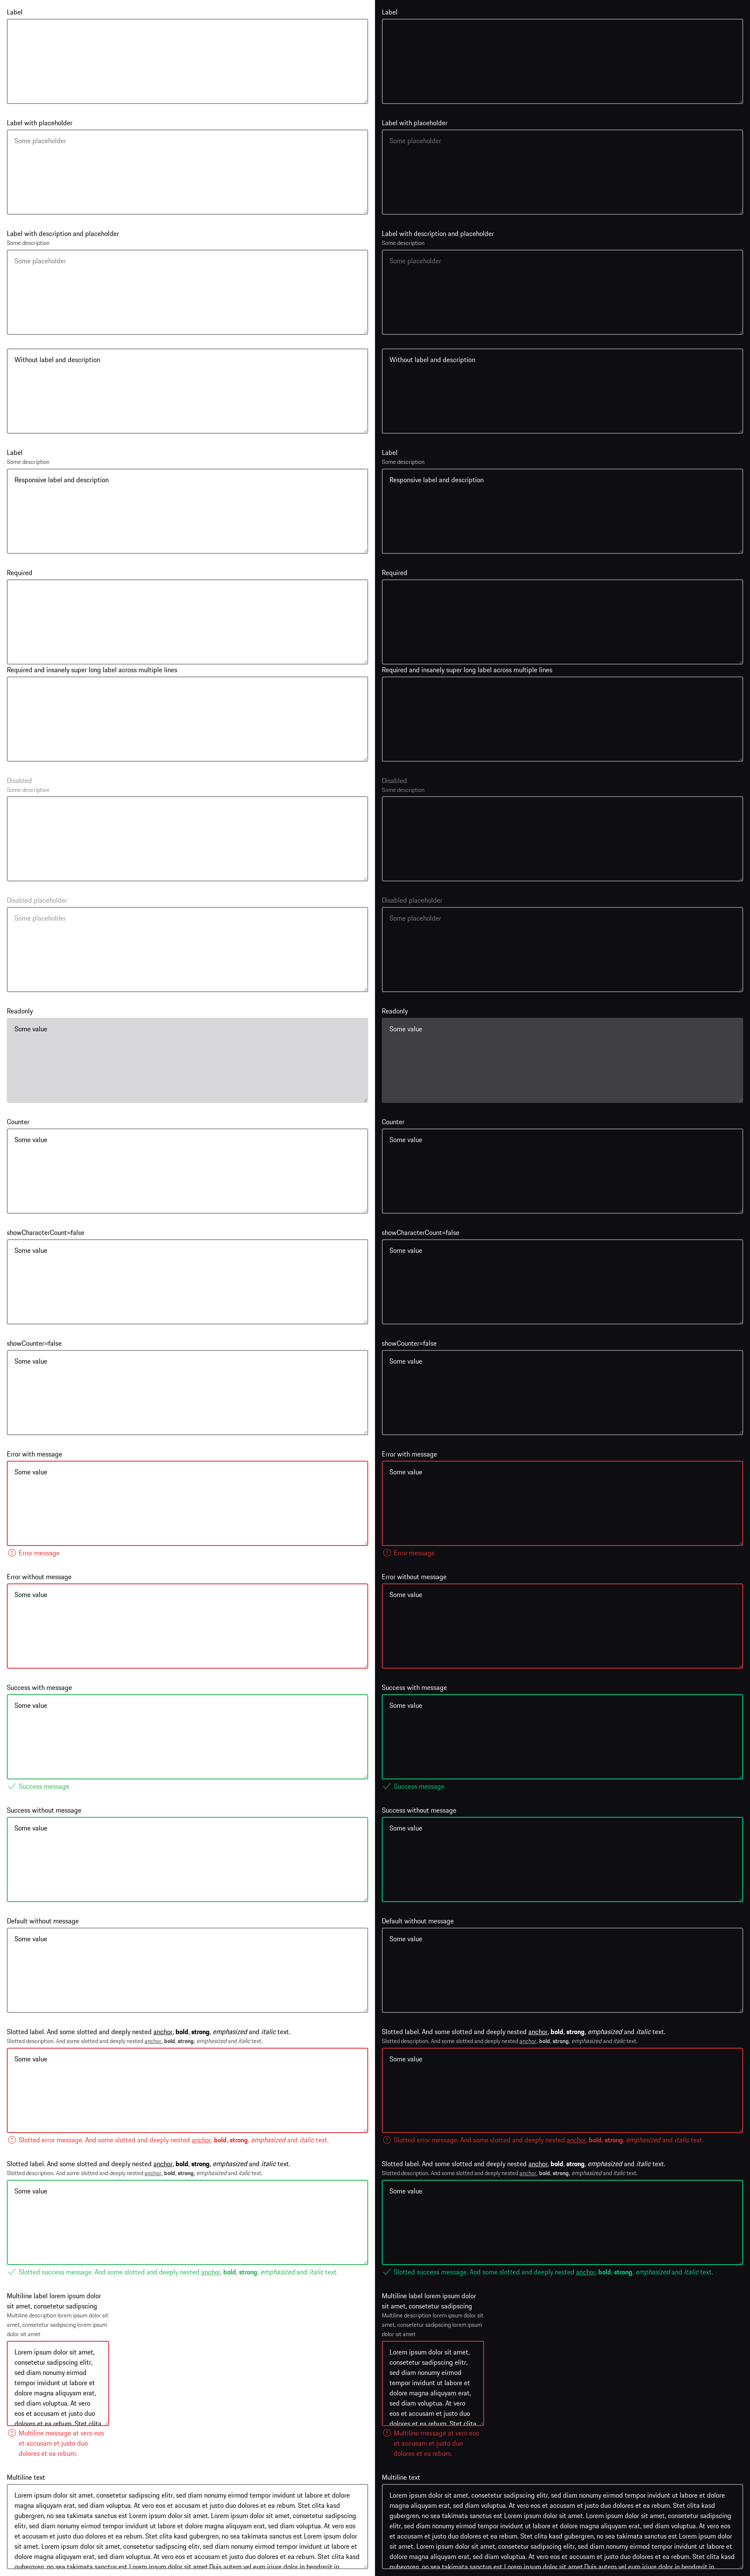 Label
Label with placeholder
Some placeholder
Label with description and placeholder
Some description
Some placeholder
Without label and description
Label
Some description
Responsive label and description
Required
Required and insanely super long label across multiple lines
Disabled
Some description
Disabled placeholder
Some placeholder
Readonly
Some value
Counter
Some value
showCharacterCount=false
Some value
showCounter=false
Some value
Error with message
Some value
Error message
Error without message
Some value
Success with message
Some value
Success message
Success without message
Some value
Default without message
Some value
Slotted label. And some slotted and deeply nested anchor, bold, strong, emphasized and italic text.
Slotted description. And some slotted and deeply nested anchor, bold, strong, emphasized and italic text.
Some value
Slotted error message. And some slotted and deeply nested anchor, bold, strong, emphasized and italic text.
Slotted label. And some slotted and deeply nested anchor, bold, strong, emphasized and italic text.
Slotted description. And some slotted and deeply nested anchor, bold, strong, emphasized and italic text.
Some value
Slotted success message. And some slotted and deeply nested anchor, bold, strong, emphasized and italic text.
Multiline label lorem ipsum dolor
sit amet, consetetur sadipscing
Multiline description lorem ipsum dolor sit
amet, consetetur sadipscing lorem ipsum
dolor sit amet
Lorem ipsum dolor sit amet,
consetetur sadipscing elitr,
sed diam nonumy eirmod
tempor invidunt ut labore et
dolore magna aliquyam erat,
sed diam voluptua. At vero
eos et accusam et justo duo
dolores et ea rebum. Stet clita
Multiline message at vero eos
et accusam et justo duo
dolores et ea rebum.
Multiline text
Lorem ipsum dolor sit amet, consetetur sadipscing elitr, sed diam nonumy eirmod tempor invidunt ut labore et dolore
magna aliquyam erat, sed diam voluptua. At vero eos et accusam et justo duo dolores et ea rebum. Stet clita kasd
gubergren, no sea takimata sanctus est Lorem ipsum dolor sit amet. Lorem ipsum dolor sit amet, consetetur sadipscing
elitr, sed diam nonumy eirmod tempor invidunt ut labore et dolore magna aliquyam erat, sed diam voluptua. At vero eos
et accusam et justo duo dolores et ea rebum. Stet clita kasd gubergren, no sea takimata sanctus est Lorem ipsum dolor
sit amet. Lorem ipsum dolor sit amet, consetetur sadipscing elitr, sed diam nonumy eirmod tempor invidunt ut labore et
dolore magna aliquyam erat, sed diam voluptua. At vero eos et accusam et justo duo dolores et ea rebum. Stet clita kasd
gubergren, no sea takimata sanctus est Lorem ipsum dolor sit amet.Duis autem vel eum iriure dolor in hendrerit in
Label
Label with placeholder
Some placeholder
Label with description and placeholder
Some description
Some placeholder
Without label and description
Label
Some description
Responsive label and description
Required
Required and insanely super long label across multiple lines
Disabled
Some description
Disabled placeholder
Some placeholder
Readonly
Some value
Counter
Some value
showCharacterCount=false
Some value
showCounter=false
Some value
Error with message
Some value
Error message
Error without message
Some value
Success with message
Some value
Success message
Success without message
Some value
Default without message
Some value
Slotted label. And some slotted and deeply nested anchor, bold, strong, emphasized and italic text.
Slotted description. And some slotted and deeply nested anchor, bold, strong, emphasized and italic text.
Some value
Slotted error message. And some slotted and deeply nested anchor, bold, strong, emphasized and italic text.
Slotted label. And some slotted and deeply nested anchor, bold, strong, emphasized and italic text.
Slotted description. And some slotted and deeply nested anchor, bold, strong, emphasized and italic text.
Some value
Slotted success message. And some slotted and deeply nested anchor, bold, strong, emphasized and italic text.
Multiline label lorem ipsum dolor
sit amet, consetetur sadipscing
Multiline description lorem ipsum dolor sit
amet, consetetur sadipscing lorem ipsum
dolor sit amet
Lorem ipsum dolor sit amet,
consetetur sadipscing elitr,
sed diam nonumy eirmod
tempor invidunt ut labore et
dolore magna aliquyam erat,
sed diam voluptua. At vero
eos et accusam et justo duo
dolores et ea rebum. Stet clita
Multiline message at vero eos
et accusam et justo duo
dolores et ea rebum.
Multiline text
Lorem ipsum dolor sit amet, consetetur sadipscing elitr, sed diam nonumy eirmod tempor invidunt ut labore et dolore
magna aliquyam erat, sed diam voluptua. At vero eos et accusam et justo duo dolores et ea rebum. Stet clita kasd
gubergren, no sea takimata sanctus est Lorem ipsum dolor sit amet. Lorem ipsum dolor sit amet, consetetur sadipscing
elitr, sed diam nonumy eirmod tempor invidunt ut labore et dolore magna aliquyam erat, sed diam voluptua. At vero eos
et accusam et justo duo dolores et ea rebum. Stet clita kasd gubergren, no sea takimata sanctus est Lorem ipsum dolor
sit amet. Lorem ipsum dolor sit amet, consetetur sadipscing elitr, sed diam nonumy eirmod tempor invidunt ut labore et
dolore magna aliquyam erat, sed diam voluptua. At vero eos et accusam et justo duo dolores et ea rebum. Stet clita kasd
gubergren, no sea takimata sanctus est Lorem ipsum dolor sit amet.Duis autem vel eum iriure dolor in hendrerit in